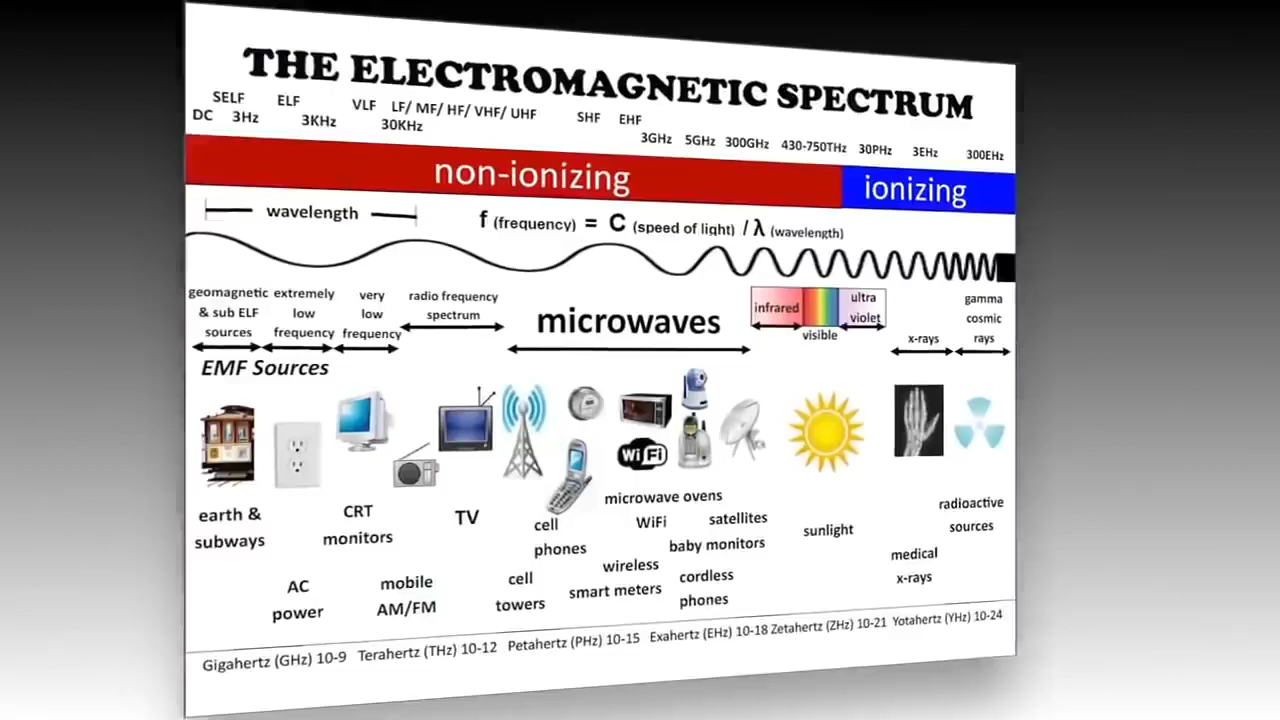 THE ELECTROMAGNETIC SPECTRUM
SELF ELF VLF LF/ MF/ HF/ VHF/ UHF SHF EHF
DC 3Hz 3KHz 30KHz 3GHz 5GHz 300GHz 430-750THz 30PHz 3EHz 300EHz
non-ionizing ionizing
wavelength f (frequency) = C (speed of light) / λ (wavelength)
geomagnetic
& sub ELF
sources
extremely
low
frequency
very
low
frequency
radio frequency
spectrum
microwaves
infrared
visible
ultra
violet
x-rays
gamma
cosmic
rays
EMF Sources
WiFi
earth &
subways
AC
power
CRT
monitors
mobile
AM/FM
TV
cell
phones
cell
towers
microwave ovens
WiFi
wireless
smart meters
satellites
baby monitors
cordless
phones
sunlight
medical
x-rays
radioactive
sources
Gigahertz (GHz) 10-9 Terahertz (THz) 10-12 Petahertz (PHz) 10-15 Exahertz (EHz) 10-18 Zetahertz (ZHz) 10-21 Yotahertz (YHz) 10-24